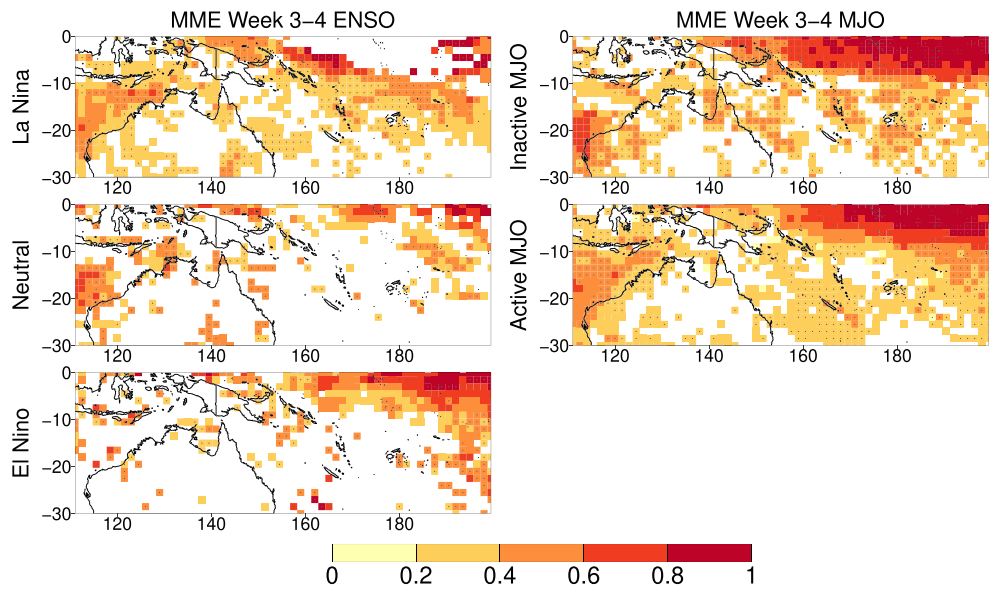 MME Week 3−4 ENSO
MME Week 3−4 MJO
La Nina
0
−10
−20
−30
120 140 160 180
Inactive MJO
0
−10
−20
−30
120 140 160 180
Neutral
0
−10
−20
−30
120 140 160 180
Active MJO
0
−10
−20
−30
120 140 160 180
El Nino
0
−10
−20
−30
120 140 160 180
0 0.2 0.4 0.6 0.8 1